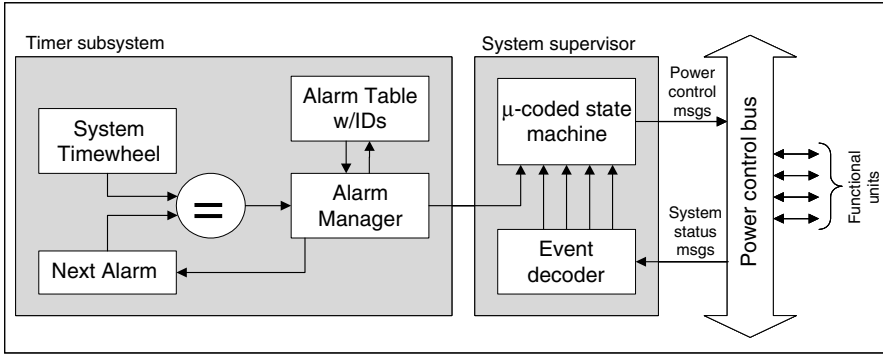 Timer subsystem
System
Timewheel
=
Next Alarm
Alarm Table
w/IDs
Alarm
Manager
System supervisor
μ-coded state
machine
Event
decoder
Power
control
msgs
System
status
msgs
Power control bus
Functional
units